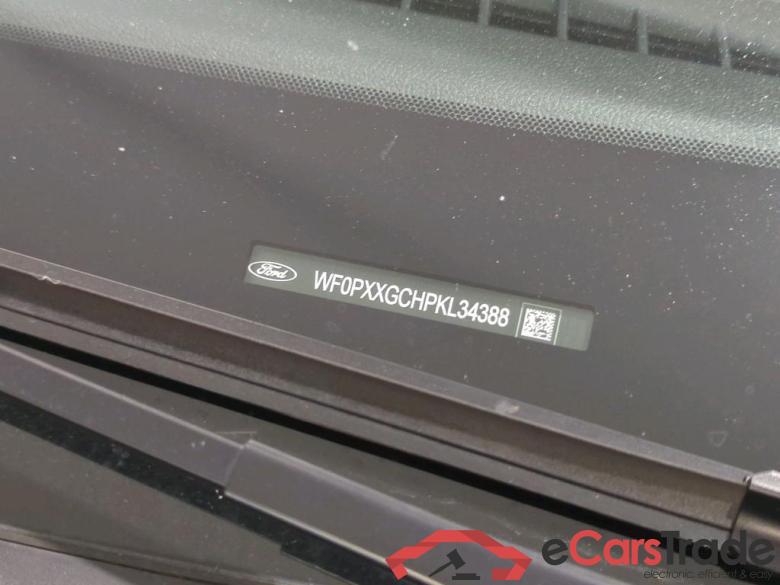 Ford WF0PXXGCHPKL34388
eCarsTrade
electronic, efficient & easy